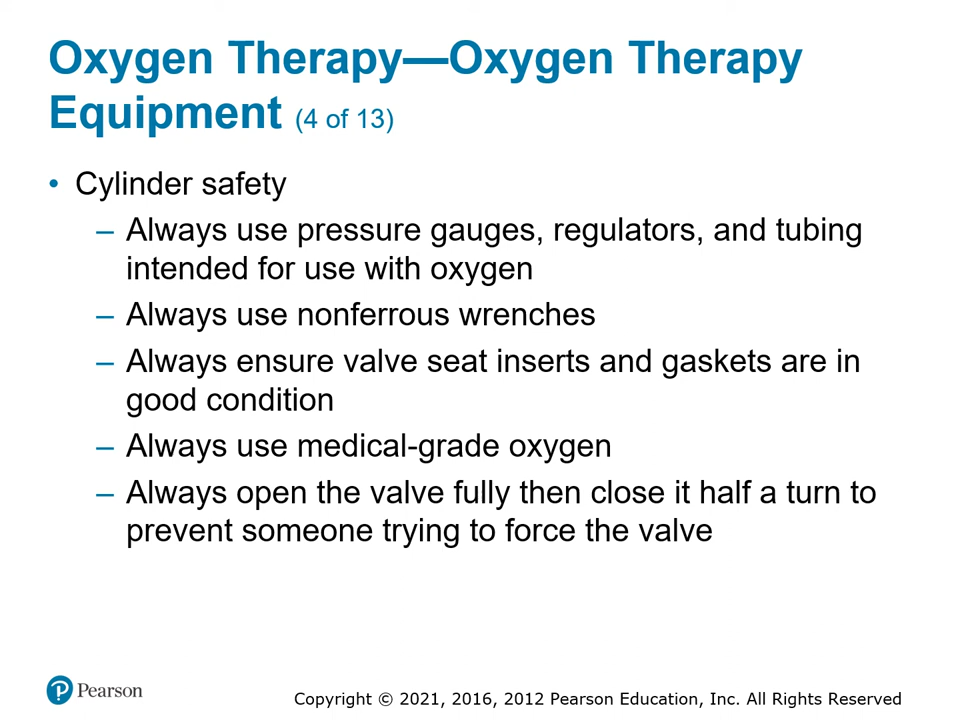 Oxygen Therapy—Oxygen Therapy
Equipment (4 of 13)
• Cylinder safety
– Always use pressure gauges, regulators, and tubing
intended for use with oxygen
– Always use nonferrous wrenches
– Always ensure valve seat inserts and gaskets are in
good condition
– Always use medical-grade oxygen
– Always open the valve fully then close it half a turn to
prevent someone trying to force the valve
Pearson
Copyright © 2021, 2016, 2012 Pearson Education, Inc. All Rights Reserved